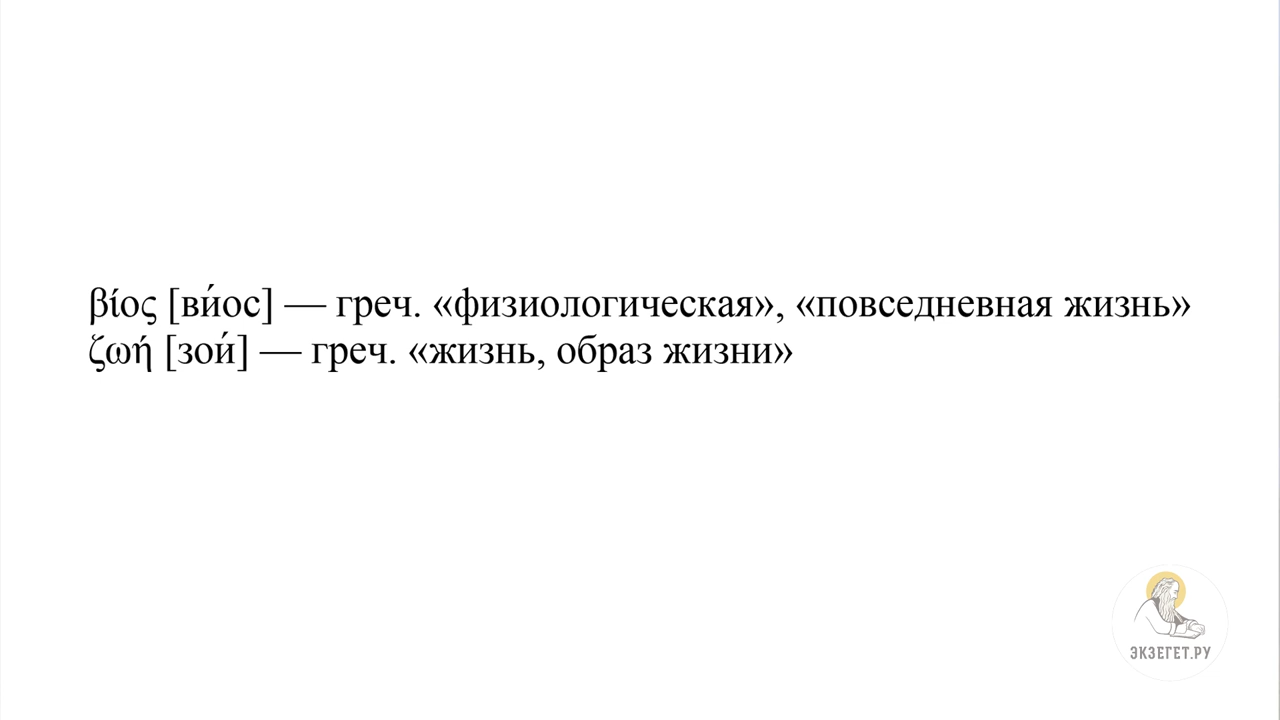 βίος [ви́ос] — греч. «физиологическая», «повседневная жизнь»
ζωή [зои́] — греч. «жизнь, образ жизни»
ЭКЗЕГЕТ.РУ